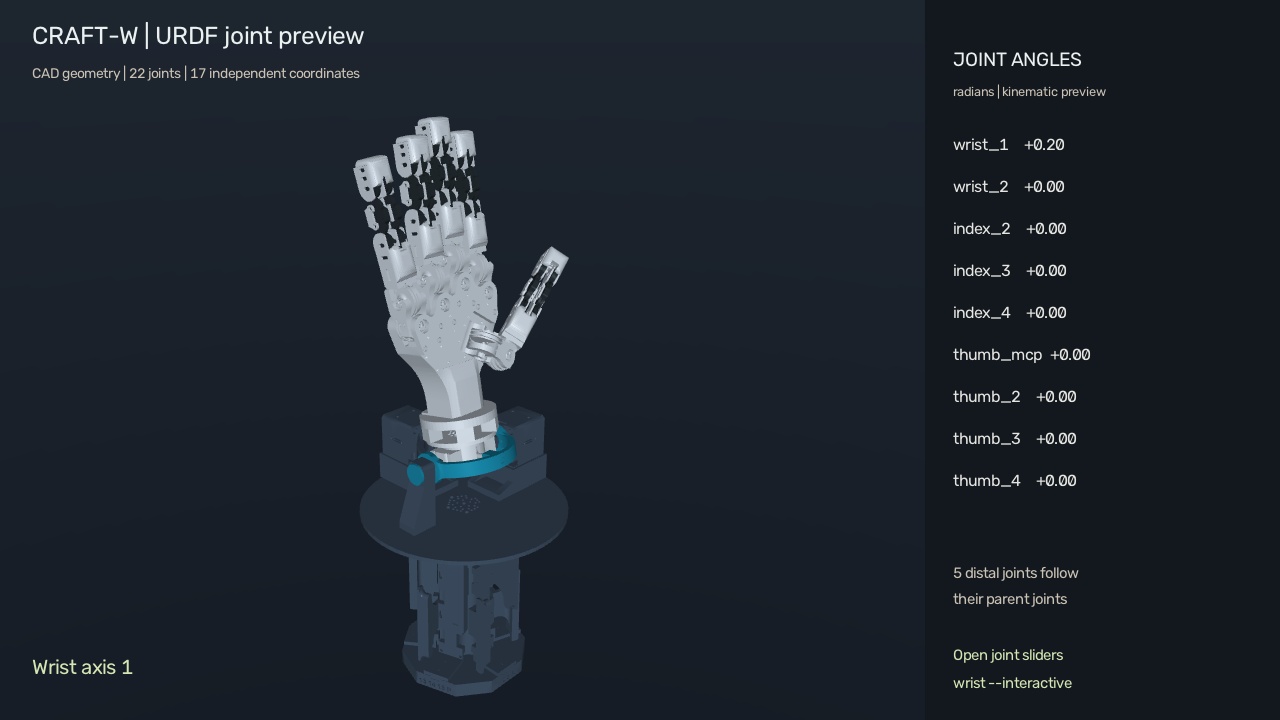 CRAFT-W | URDF joint preview
CAD geometry | 22 joints | 17 independent coordinates
Wrist axis 1
JOINT ANGLES
radians | kinematic preview
wrist_1 +0.20
wrist_2 +0.00
index_2 +0.00
index_3 +0.00
index_4 +0.00
thumb_mcp +0.00
thumb_2 +0.00
thumb_3 +0.00
thumb_4 +0.00
5 distal joints follow
their parent joints
Open joint sliders
wrist --interactive